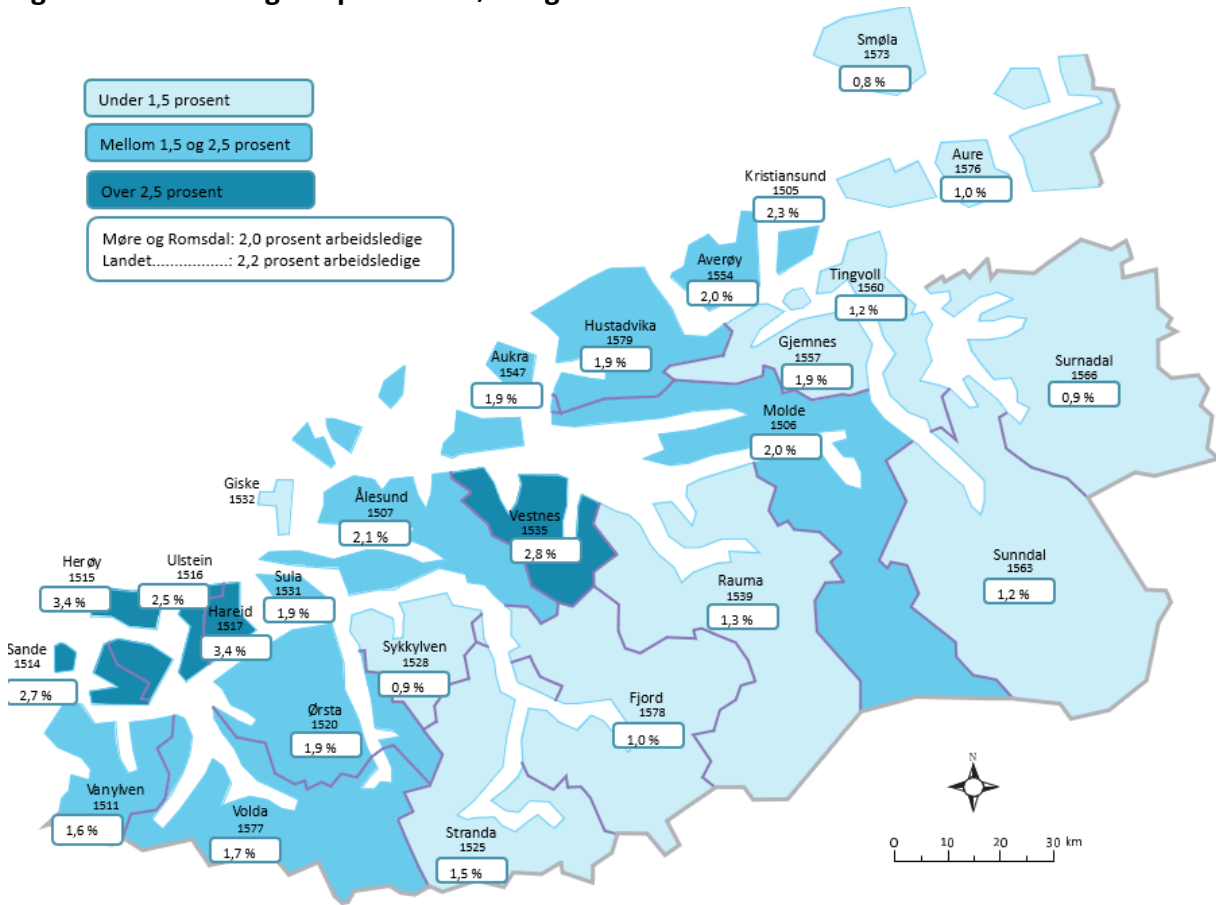 Under 1,5 prosent
Mellom 1,5 og 2,5 prosent
Over 2,5 prosent
Møre og Romsdal: 2,0 prosent arbeidsledige
Landet.................: 2,2 prosent arbeidsledige
Smøla
1573
0,8 %
Aure
1576
1,0 %
Kristiansund
1505
2,3 %
Averøy
1554
2,0 %
Tingvoll
1560
1,2 %
Hustadvika
1579
1,9 %
Gjemnes
1557
1,9 %
Aukra
1547
1,9 %
Surnadal
1566
0,9 %
Molde
1506
2,0 %
Giske
1532
Ålesund
1507
2,1 %
Vestnes
1535
2,8 %
Sunndal
1563
1,2 %
Herøy
1515
3,4 %
Ulstein
1516
2,5 %
Hareid
1517
3,4 %
Sula
1531
1,9 %
Rauma
1539
1,3 %
Sande
1514
2,7 %
Sykkylven
1528
0,9 %
Ørsta
1520
1,9 %
Fjord
1578
1,0 %
Vanylven
1511
1,6 %
Volda
1577
1,7 %
Stranda
1525
1,5 %
N
0 10 20 30 km